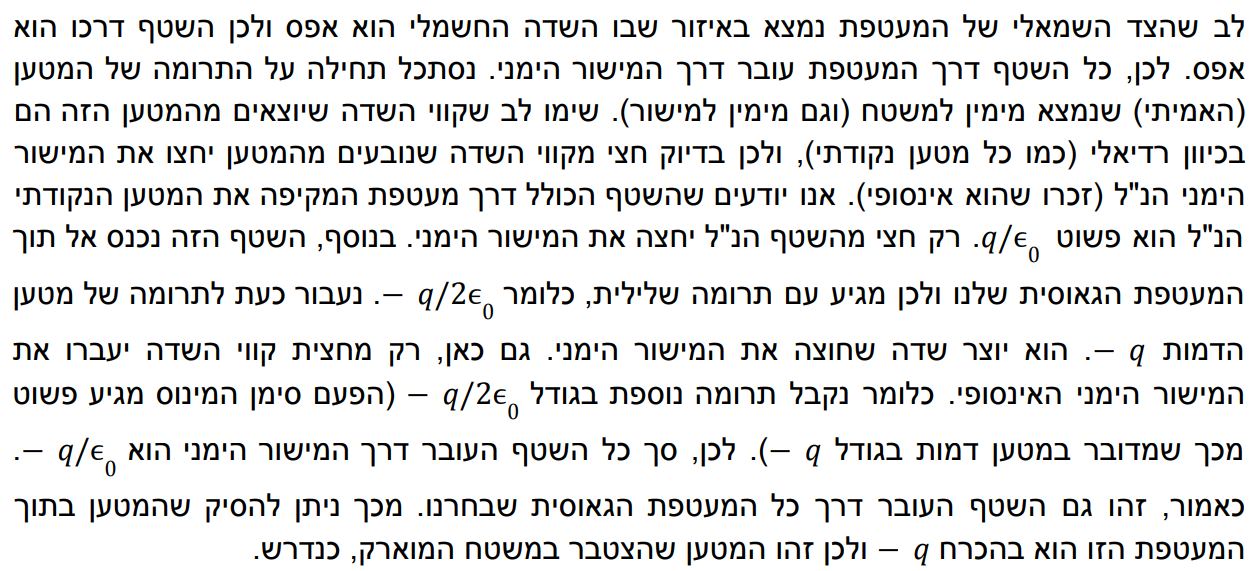 לב שהצד השמאלי של המעטפת נמצא באיזור שבו השדה החשמלי הוא אפס ולכן השטף דרכו הוא
אפס. לכן, כל השטף דרך המעטפת עובר דרך המישור הימני. נסתכל תחילה על התרומה של המטען
(האמיתי) שנמצא מימין למשטח (וגם מימין למישור). שימו לב שקווי השדה שיוצאים מהמטען הזה הם
בכיוון רדיאלי (כמו כל מטען נקודתי), ולכן בדיוק חצי מקווי השדה שנובעים מהמטען יחצו את המישור
הימני הנ"ל (זכרו שהוא אינסופי). אנו יודעים שהשטף הכולל דרך מעטפת המקיפה את המטען הנקודתי
הנ"ל הוא פשוט q/ϵ₀. רק חצי מהשטף הנ"ל יחצה את המישור הימני. בנוסף, השטף הזה נכנס אל תוך
המעטפת הגאוסית שלנו ולכן מגיע עם תרומה שלילית, כלומר − q/2ϵ₀. נעבור כעת לתרומה של מטען
הדמות − q. הוא יוצר שדה שחוצה את המישור הימני. גם כאן, רק מחצית קווי השדה יעברו את
המישור הימני האינסופי. כלומר נקבל תרומה נוספת בגודל − q/2ϵ₀ (הפעם סימן המינוס מגיע פשוט
מכך שמדובר במטען דמות בגודל − q). לכן, סך כל השטף העובר דרך המישור הימני הוא − q/ϵ₀.
כאמור, זהו גם השטף העובר דרך כל המעטפת הגאוסית שבחרנו. מכך ניתן להסיק שהמטען בתוך
המעטפת הזו הוא בהכרח − q ולכן זהו המטען שהצטבר במשטח המוארק, כנדרש.